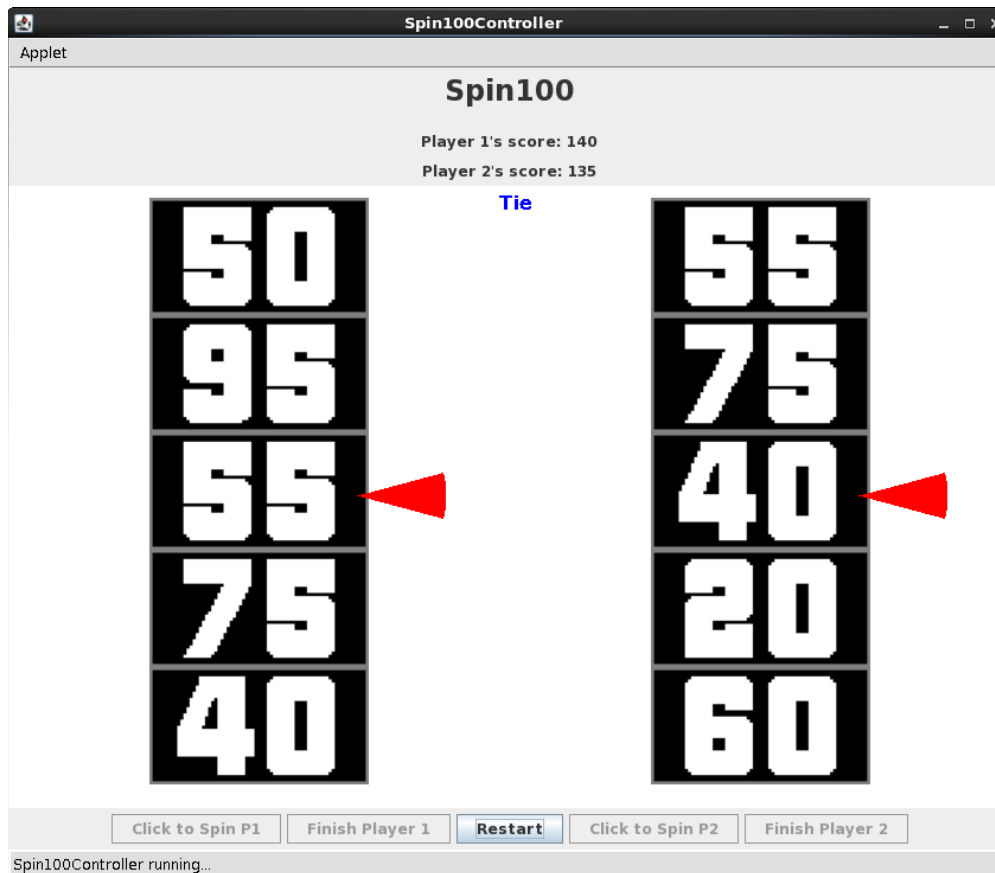 Spin100Controller
Applet
Spin100
Player 1's score: 140
Player 2's score: 135
Tie
50
95
55
75
40
55
75
40
20
60
Click to Spin P1
Finish Player 1
Restart
Click to Spin P2
Finish Player 2
Spin100Controller running...